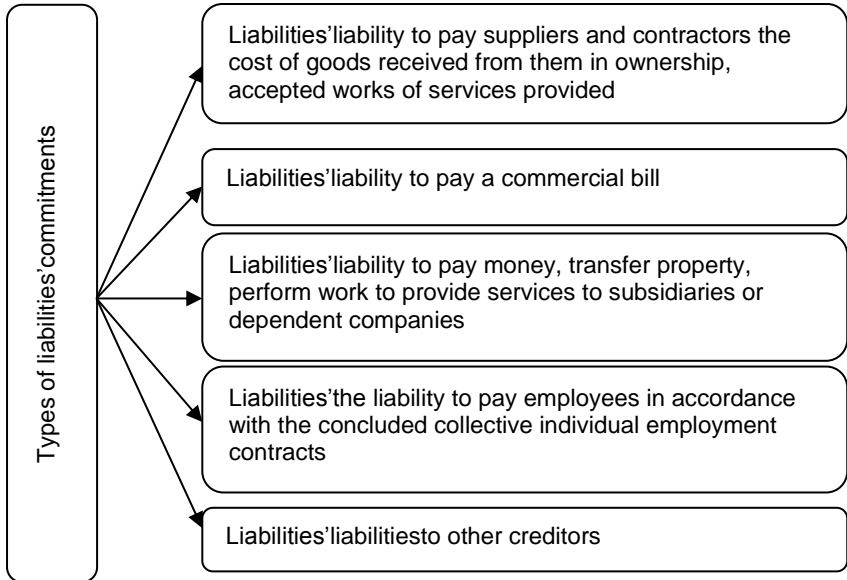 Types of liabilities'commitments
Liabilities'liability to pay suppliers and contractors the
cost of goods received from them in ownership,
accepted works of services provided
Liabilities'liability to pay a commercial bill
Liabilities'liability to pay money, transfer property,
perform work to provide services to subsidiaries or
dependent companies
Liabilities'the liability to pay employees in accordance
with the concluded collective individual employment
contracts
Liabilities'liabilitiesto other creditors